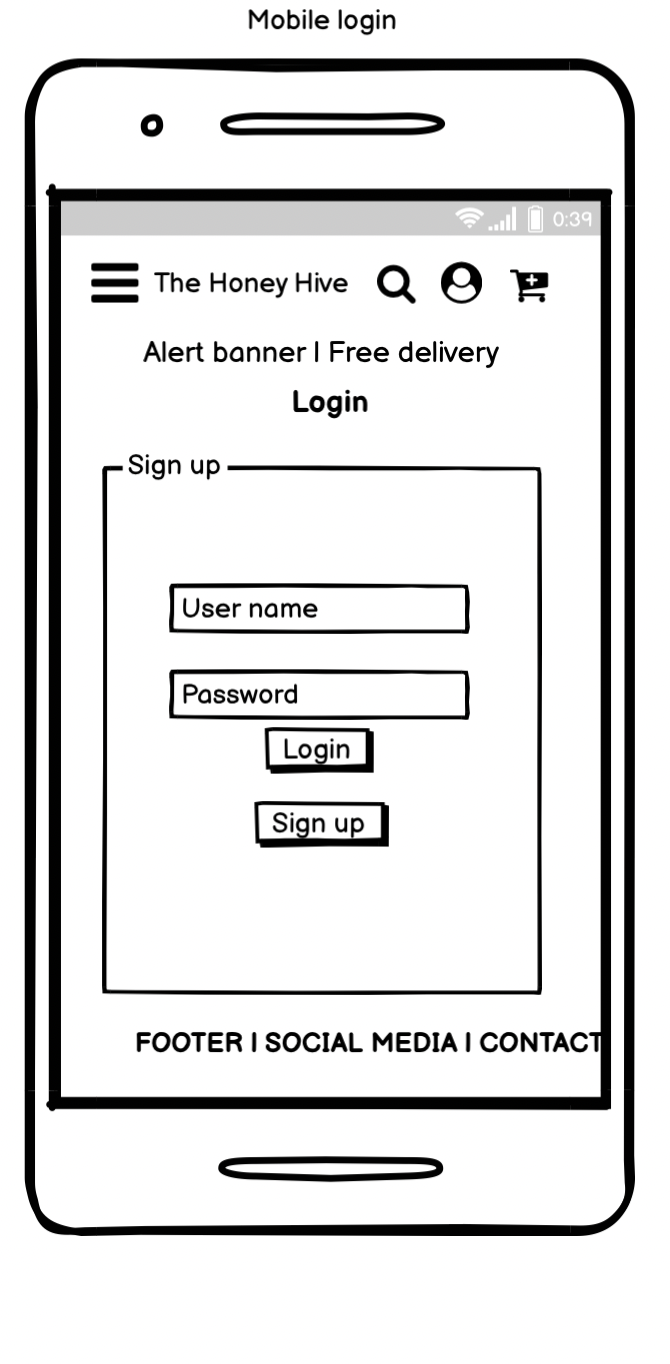 Mobile login
0:39
The Honey Hive
Alert banner | Free delivery
Login
Sign up
User name
Password
Login
Sign up
FOOTER | SOCIAL MEDIA | CONTACT